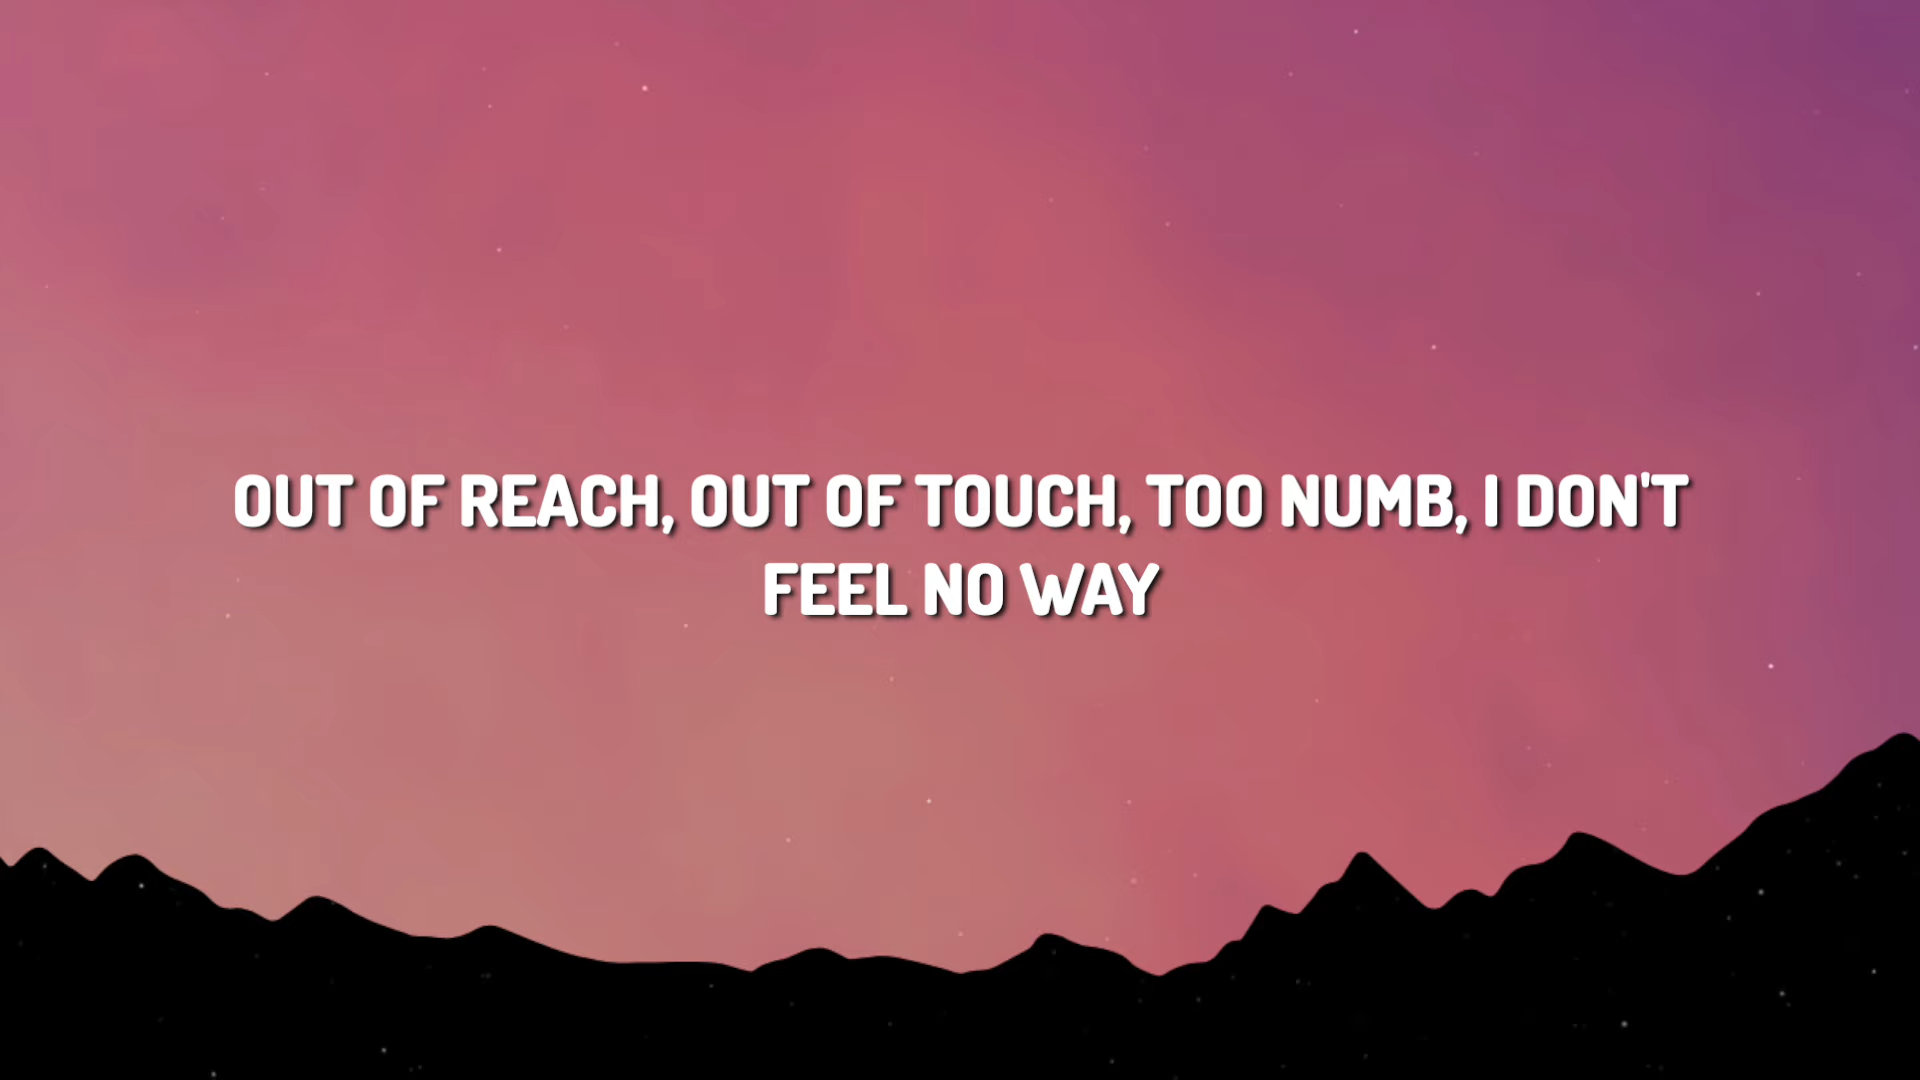 OUT OF REACH, OUT OF TOUCH, TOO NUMB, I DON'T
FEEL NO WAY